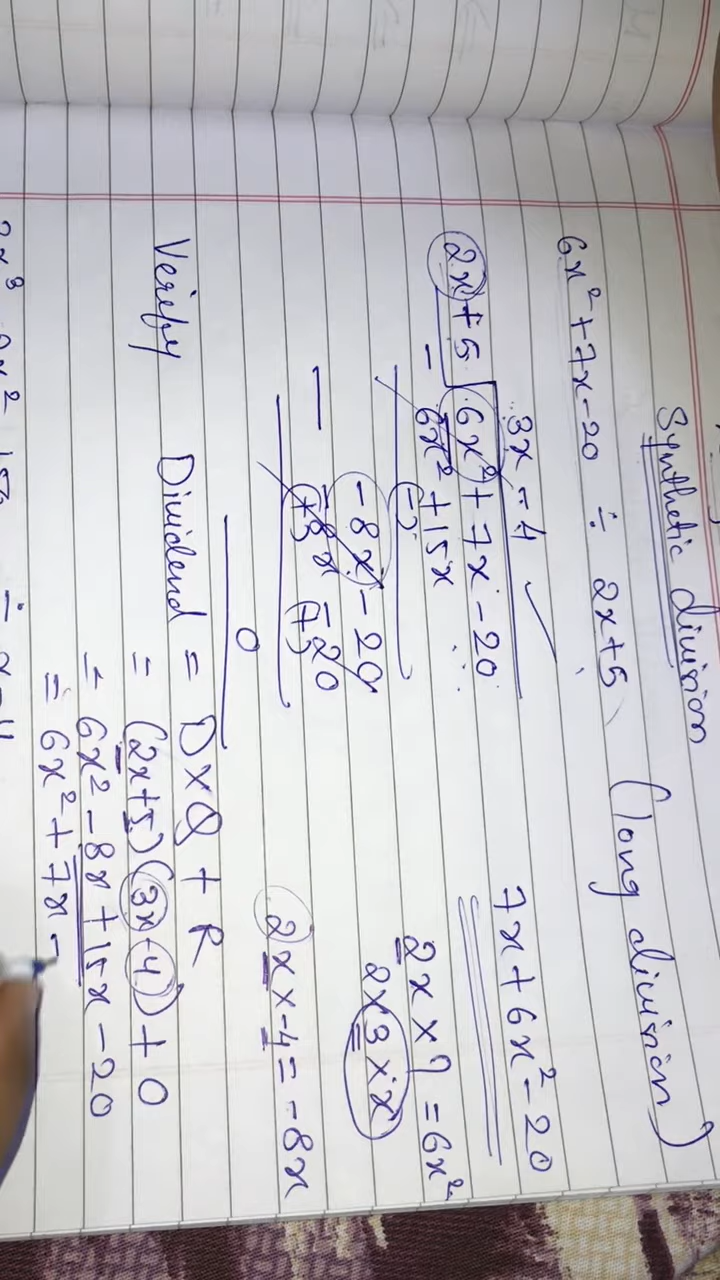 Synthetic division
6x² + 7x - 20 ÷ 2x + 5 (long division)
7x + 6x² - 20
3x - 4 ✓
2x + 5 6x² + 7x - 20
2x × ? = 6x²
- 6x² + 15x
(-)
2 × 3 × x
- 8x - 20
- 8x - 20
(+) (+)
2x × -4 = -8x
0
Verify Dividend = D × Q + R
= (2x + 5) (3x - 4) + 0
= 6x² - 8x + 15x - 20
= 6x² + 7x -